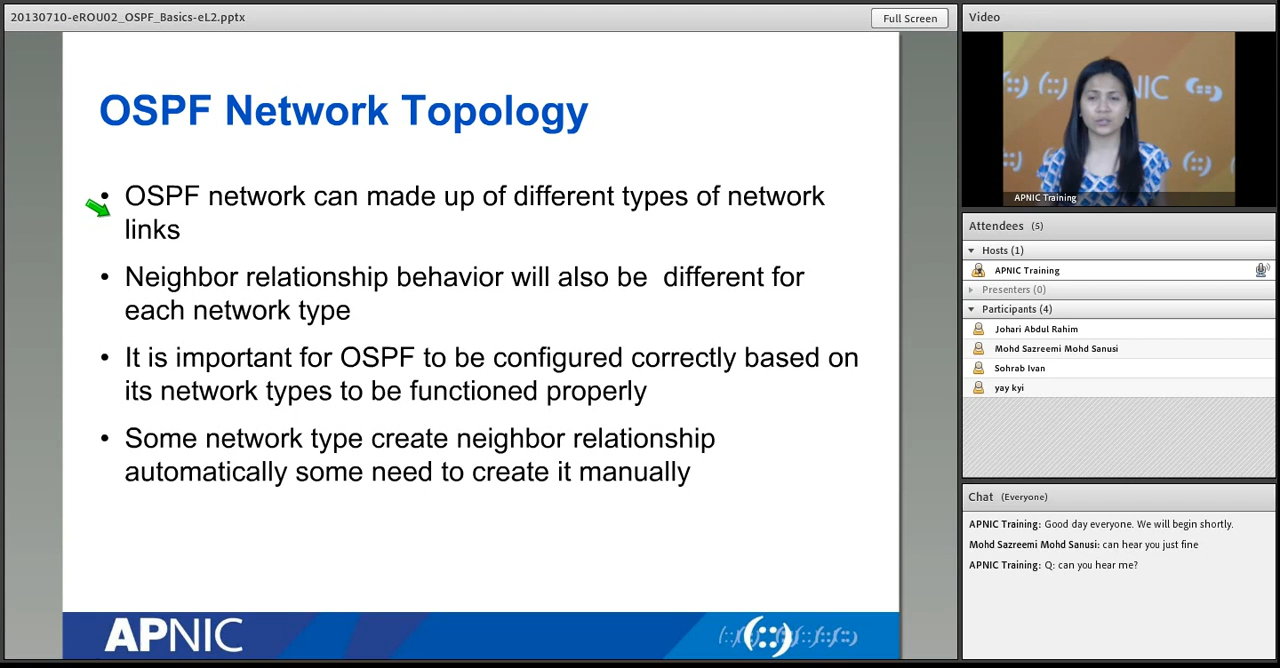 20130710-eROU02_OSPF_Basics-eL2.pptx
Full Screen
OSPF Network Topology
• OSPF network can made up of different types of network
links
• Neighbor relationship behavior will also be  different for
each network type
• It is important for OSPF to be configured correctly based on
its network types to be functioned properly
• Some network type create neighbor relationship
automatically some need to create it manually
APNIC
Video
NIC
APNIC Training
Attendees (5)
Hosts (1)
APNIC Training
Presenters (0)
Participants (4)
Johari Abdul Rahim
Mohd Sazreemi Mohd Sanusi
Sohrab Ivan
yay kyi
Chat (Everyone)
APNIC Training: Good day everyone. We will begin shortly.
Mohd Sazreemi Mohd Sanusi: can hear you just fine
APNIC Training: Q: can you hear me?